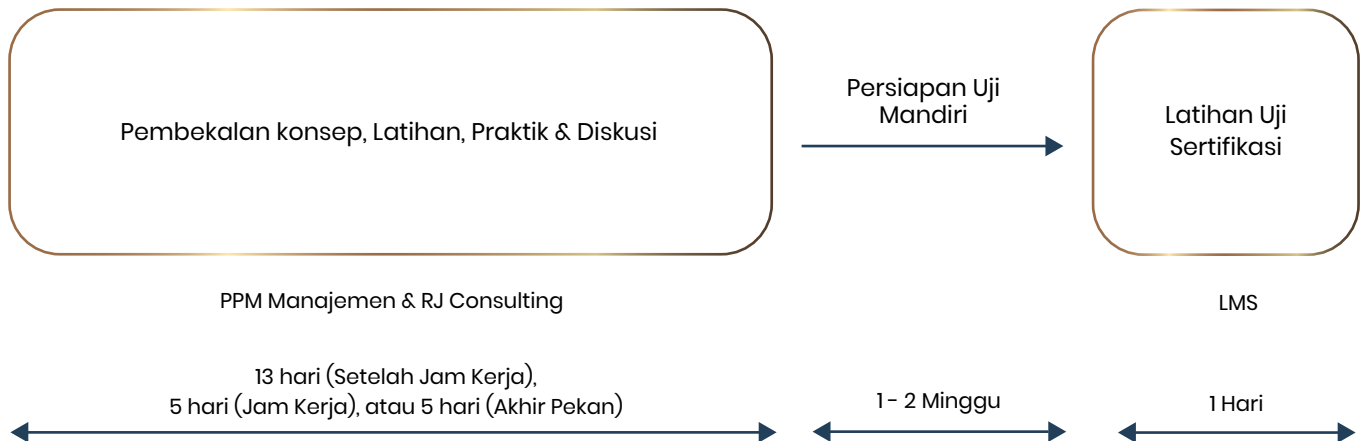 Pembekalan konsep, Latihan, Praktik & Diskusi
Persiapan Uji
Mandiri
Latihan Uji
Sertifikasi
PPM Manajemen & RJ Consulting
LMS
13 hari (Setelah Jam Kerja),
5 hari (Jam Kerja), atau 5 hari (Akhir Pekan)
1 - 2 Minggu
1 Hari